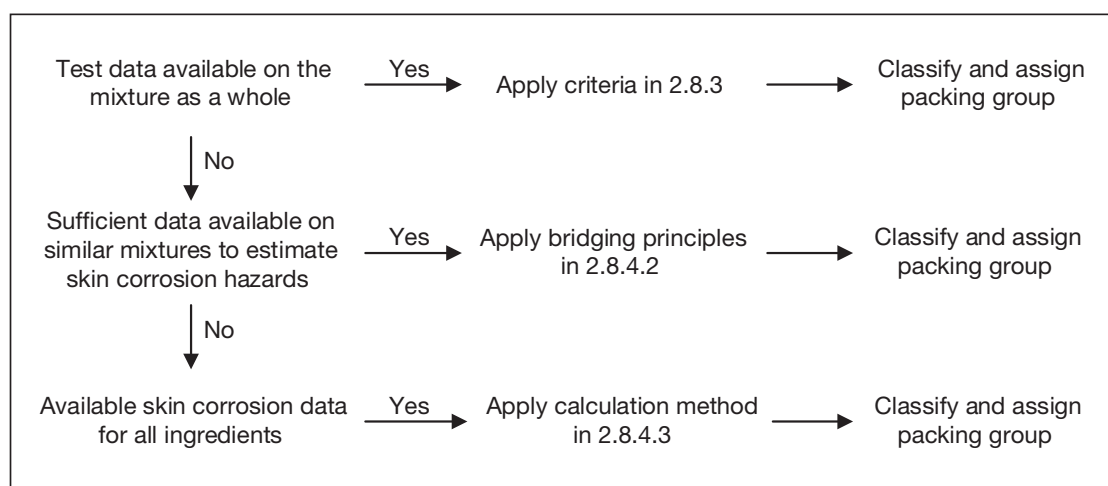 Test data available on the
mixture as a whole
Yes
Apply criteria in 2.8.3
Classify and assign
packing group
No
Sufficient data available on
similar mixtures to estimate
skin corrosion hazards
Yes
Apply bridging principles
in 2.8.4.2
Classify and assign
packing group
No
Available skin corrosion data
for all ingredients
Yes
Apply calculation method
in 2.8.4.3
Classify and assign
packing group